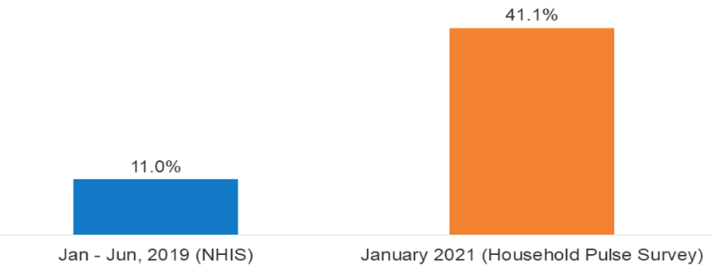 41.1%
11.0%
Jan - Jun, 2019 (NHIS)
January 2021 (Household Pulse Survey)